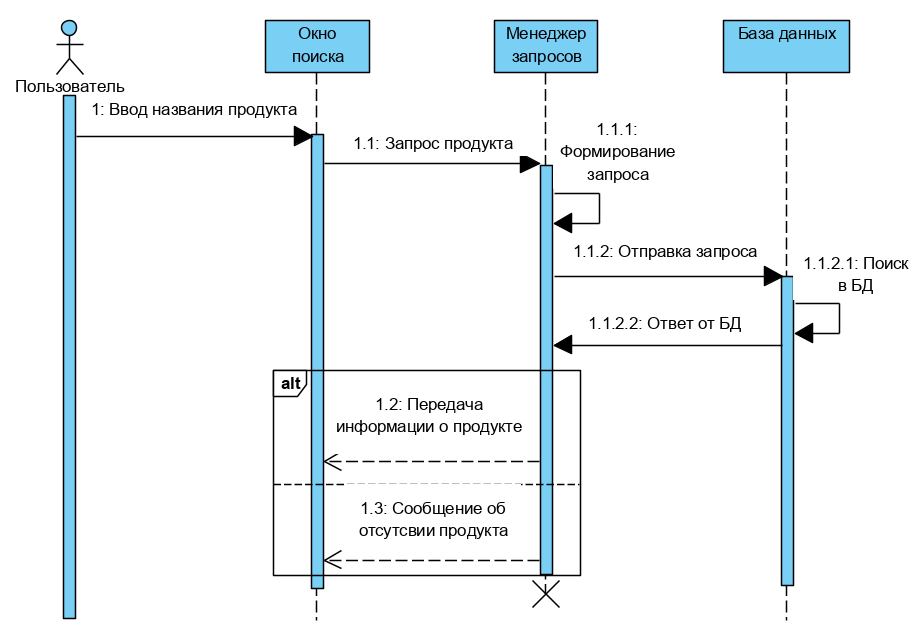 Окно
поиска
Менеджер
запросов
База данных
Пользователь
1: Ввод названия продукта
1.1: Запрос продукта
1.1.1:
Формирование
запроса
1.1.2: Отправка запроса
1.1.2.1: Поиск
в БД
1.1.2.2: Ответ от БД
alt
1.2: Передача
информации о продукте
1.3: Сообщение об
отсутсвии продукта